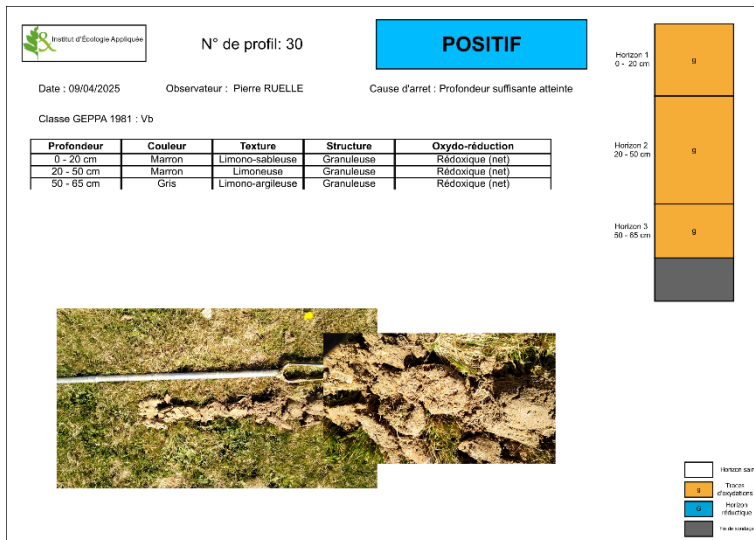 & Institut d'Écologie Appliquée
N° de profil: 30
POSITIF
Date : 09/04/2025 Observateur : Pierre RUELLE Cause d'arret : Profondeur suffisante atteinte
Classe GEPPA 1981 : Vb
Profondeur Couleur Texture Structure Oxydo-réduction
0 - 20 cm Marron Limono-sableuse Granuleuse Rédoxique (net)
20 - 50 cm Marron Limoneuse Granuleuse Rédoxique (net)
50 - 65 cm Gris Limono-argileuse Granuleuse Rédoxique (net)
Horizon 1
0 - 20 cm
g
Horizon 2
20 - 50 cm
g
Horizon 3
50 - 65 cm
g
Horizon sain
g Traces
d'oxydations
G Horizon
réductique
Fin de sondage